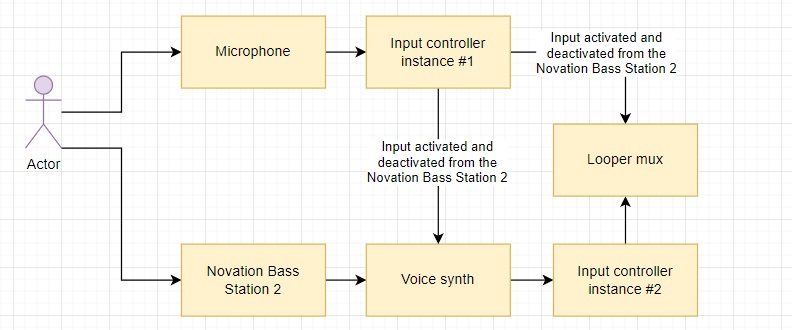 Microphone
Input controller
instance #1
Input activated and
deactivated from the
Novation Bass Station 2
Actor
Input activated and
deactivated from the
Novation Bass Station 2
Looper mux
Novation Bass
Station 2
Voice synth
Input controller
instance #2